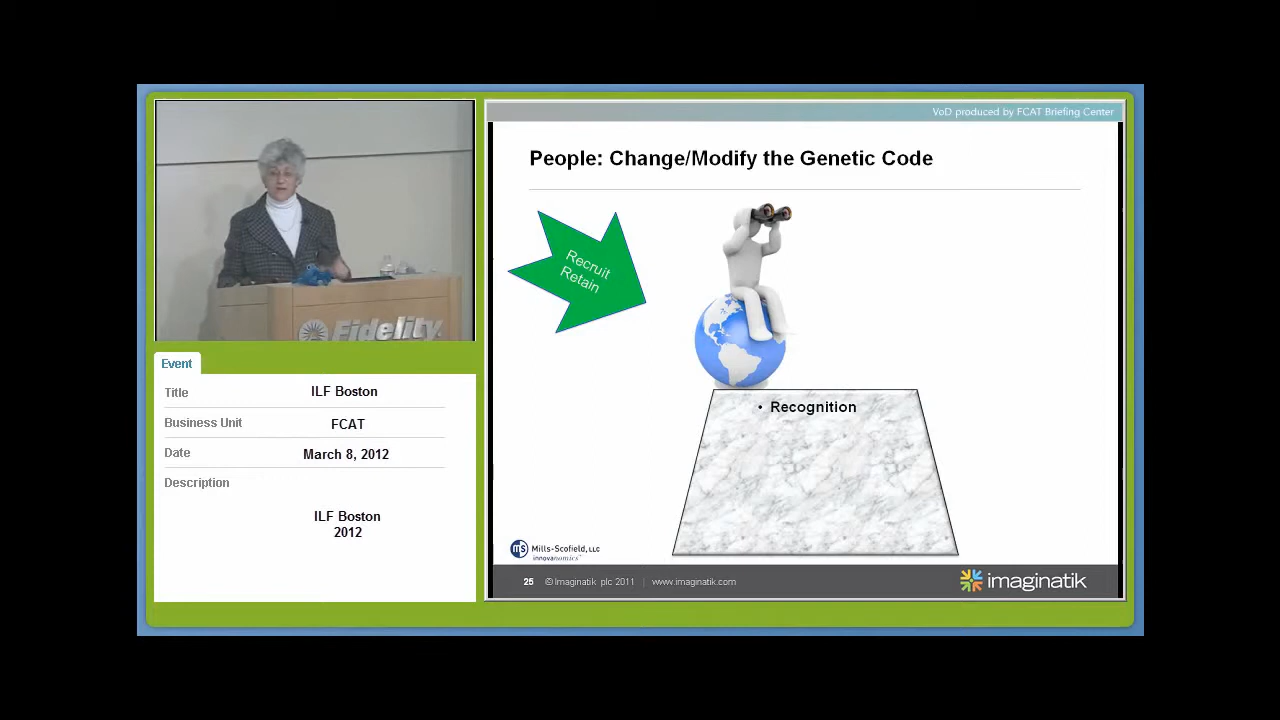 VoD produced by FCAT Briefing Center
People: Change/Modify the Genetic Code
Recruit
Retain
• Recognition
Fidelity
Event
Title ILF Boston
Business Unit FCAT
Date March 8, 2012
Description
ILF Boston
2012
MS Mills-Scofield, LLC
innovanomics™
25 © Imaginatik plc 2011 | www.imaginatik.com
imaginatik